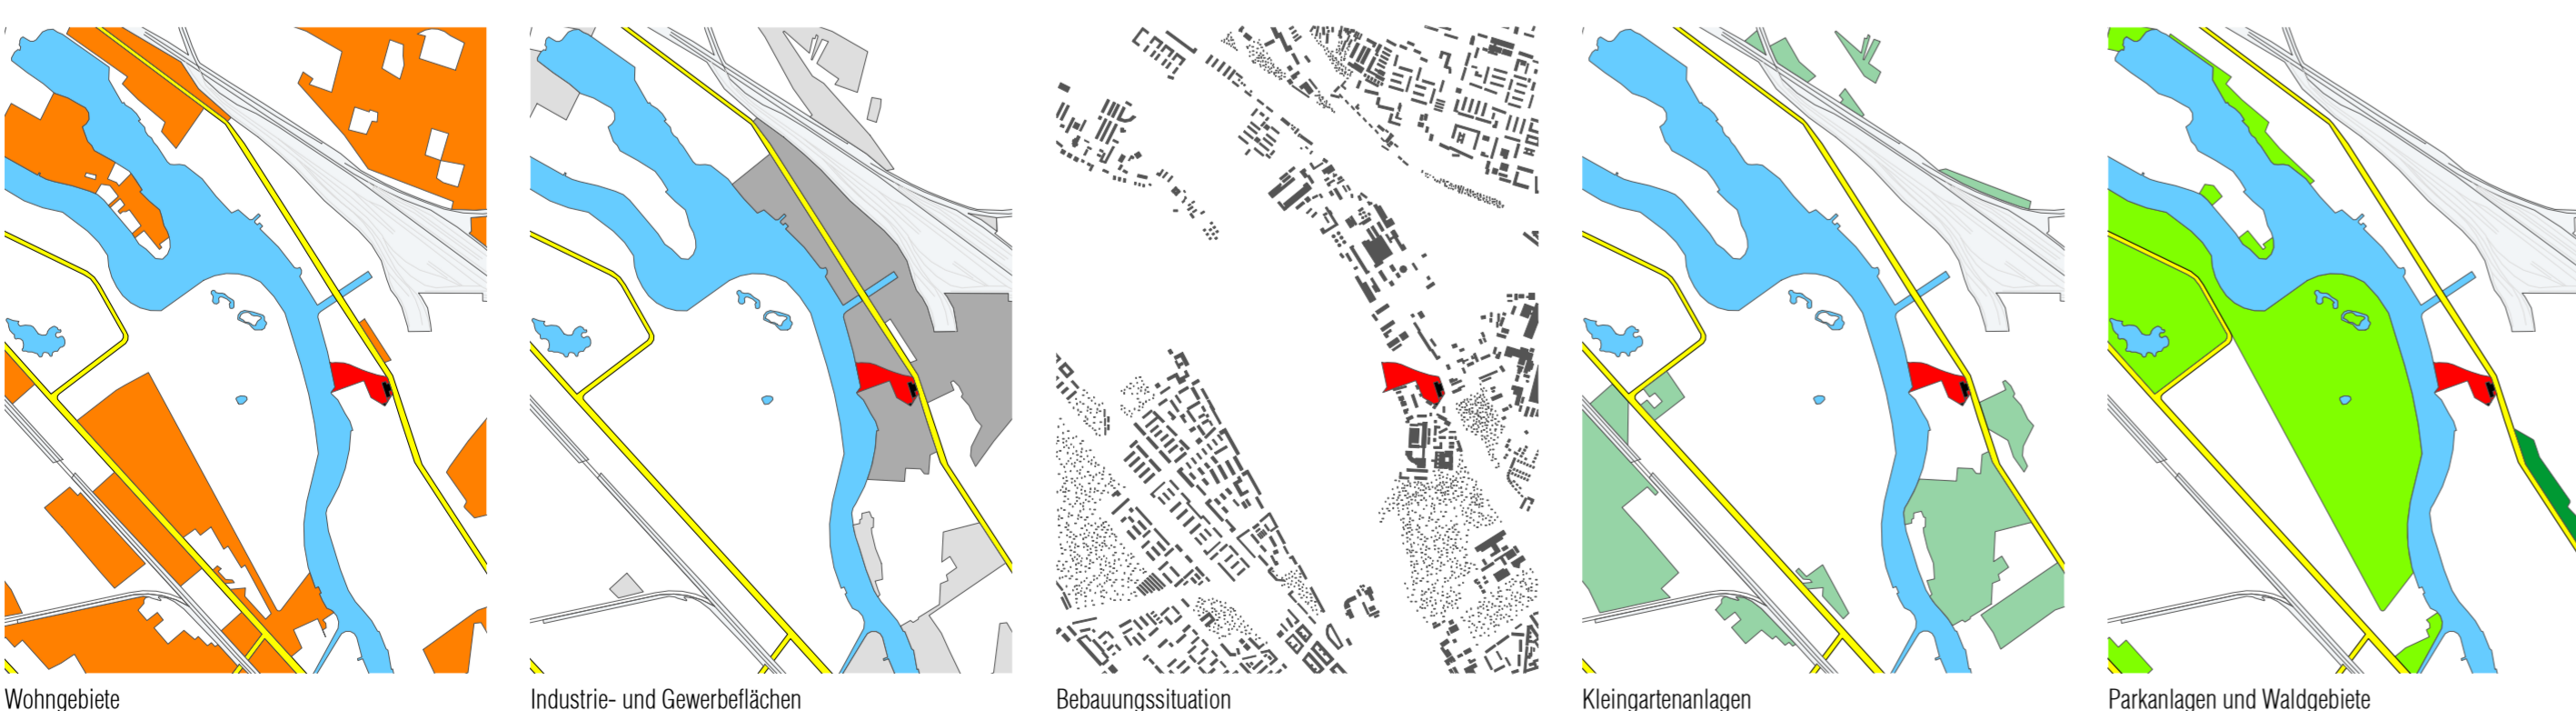 Wohngebiete
Industrie- und Gewerbeflächen
Bebauungssituation
Kleingartenanlagen
Parkanlagen und Waldgebiete